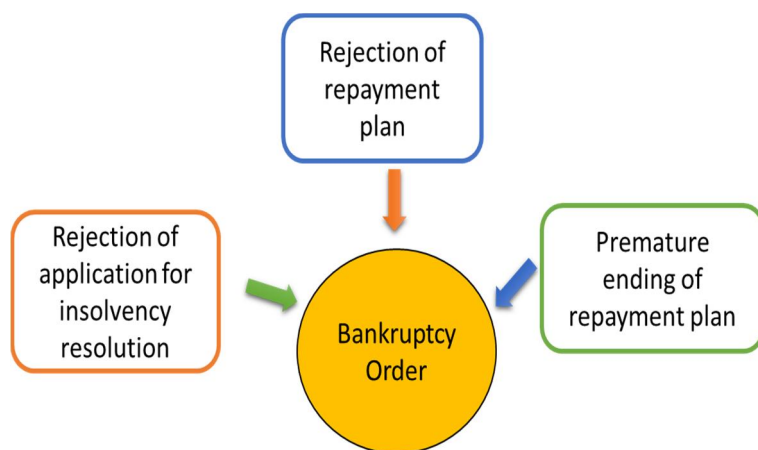 Rejection of
repayment
plan
Rejection of
application for
insolvency
resolution
Premature
ending of
repayment plan
Bankruptcy
Order